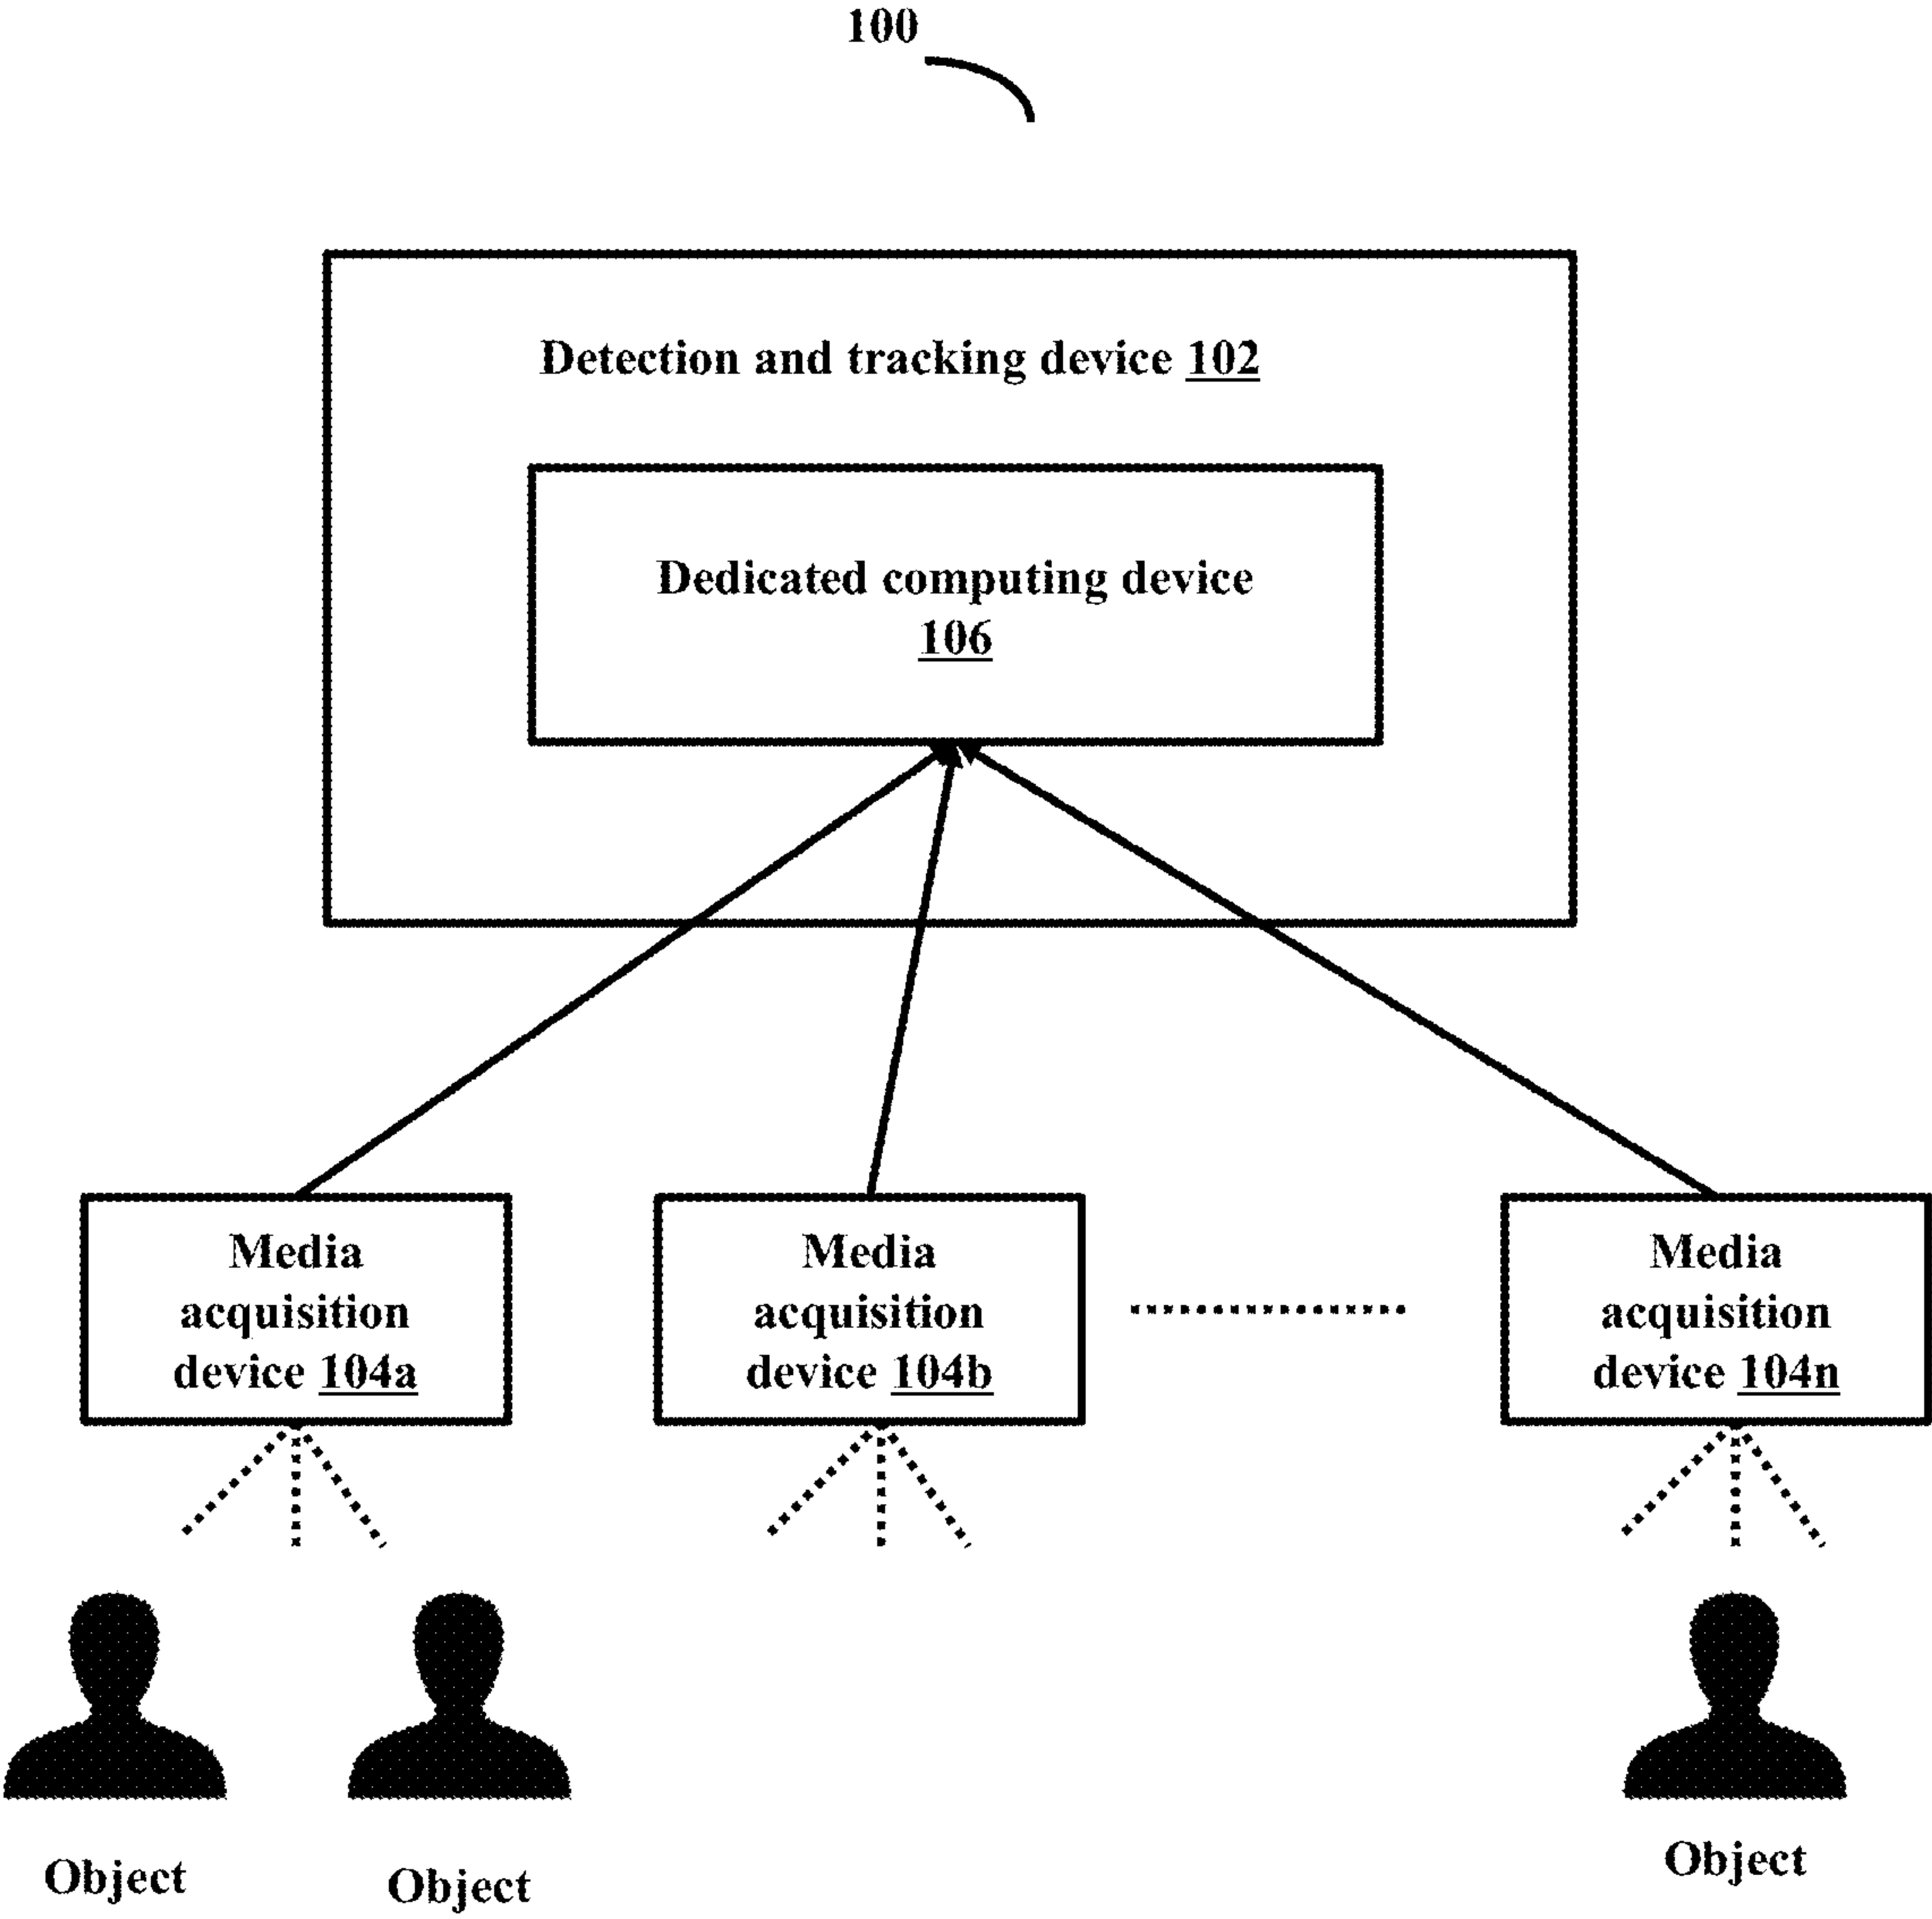 100
Detection and tracking device 102
Dedicated computing device
106
Media
acquisition
device 104a
Media
acquisition
device 104b
Media
acquisition
device 104n
Object
Object
Object